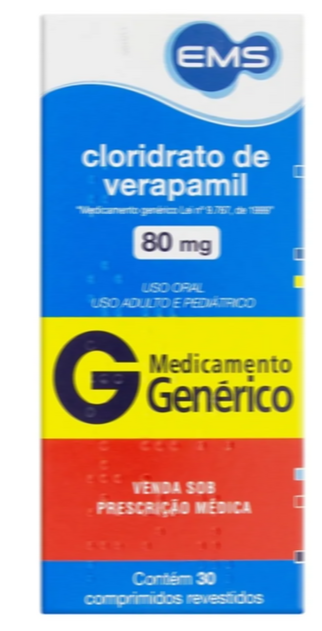 EMS
cloridrato de
verapamil
"Medicamento genérico Lei nº 9.787, de 1999"
80 mg
USO ORAL
USO ADULTO E PEDIÁTRICO
G Medicamento
Genérico
VENDA SOB
PRESCRIÇÃO MÉDICA
Contém 30
comprimidos revestidos